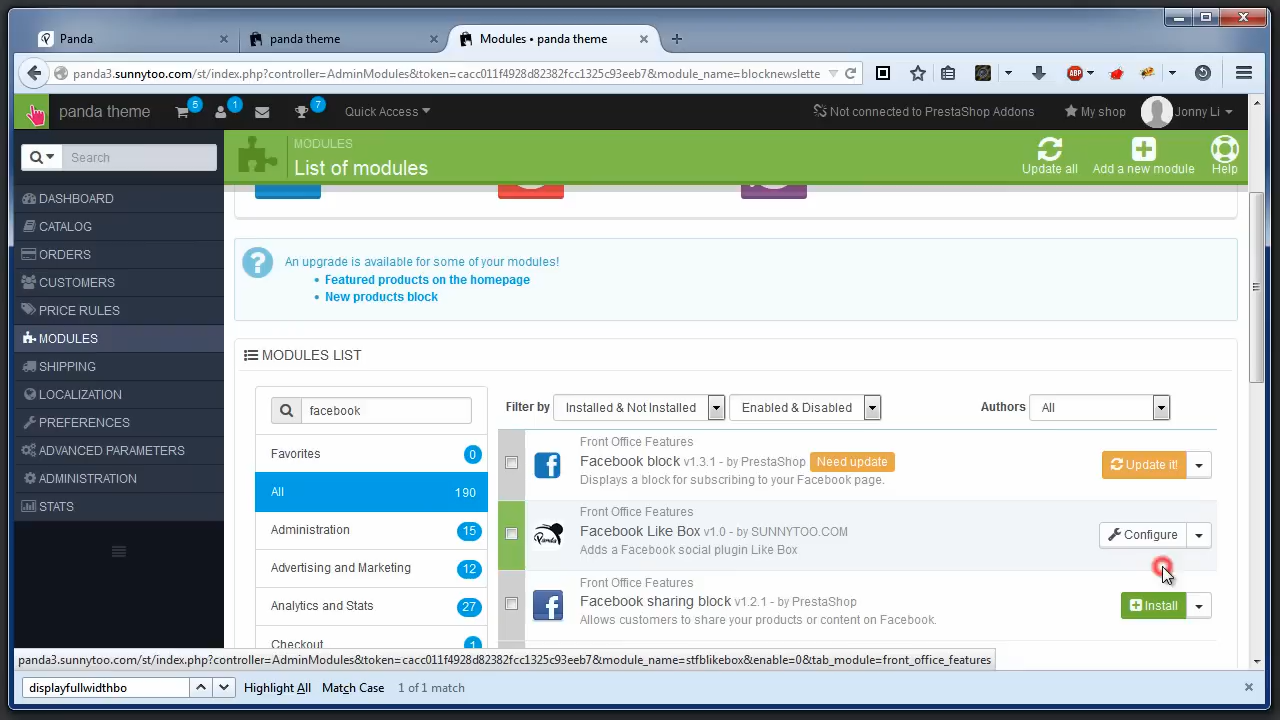 Panda
panda theme
Modules • panda theme
panda3.sunnytoo.com/st/index.php?controller=AdminModules&token=cacc011f4928d82382fcc1325c93eeb7&module_name=blocknewslette
ABP
panda theme
5
1
7
Quick Access
Not connected to PrestaShop Addons
My shop
Jonny Li
Search
MODULES
List of modules
Update all
Add a new module
Help
DASHBOARD
CATALOG
ORDERS
CUSTOMERS
PRICE RULES
MODULES
SHIPPING
LOCALIZATION
PREFERENCES
ADVANCED PARAMETERS
ADMINISTRATION
STATS
An upgrade is available for some of your modules!
• Featured products on the homepage
• New products block
MODULES LIST
facebook
Filter by
Installed & Not Installed
Enabled & Disabled
Authors
All
Favorites 0
All 190
Administration 15
Advertising and Marketing 12
Analytics and Stats 27
Checkout 1
Front Office Features
Facebook block v1.3.1 - by PrestaShop Need update
Displays a block for subscribing to your Facebook page.
Update it!
Front Office Features
Panda
Facebook Like Box v1.0 - by SUNNYTOO.COM
Adds a Facebook social plugin Like Box
Configure
Front Office Features
Facebook sharing block v1.2.1 - by PrestaShop
Allows customers to share your products or content on Facebook.
Install
panda3.sunnytoo.com/st/index.php?controller=AdminModules&token=cacc011f4928d82382fcc1325c93eeb7&module_name=stfblikebox&enable=0&tab_module=front_office_features
displayfullwidthbo
Highlight All
Match Case
1 of 1 match